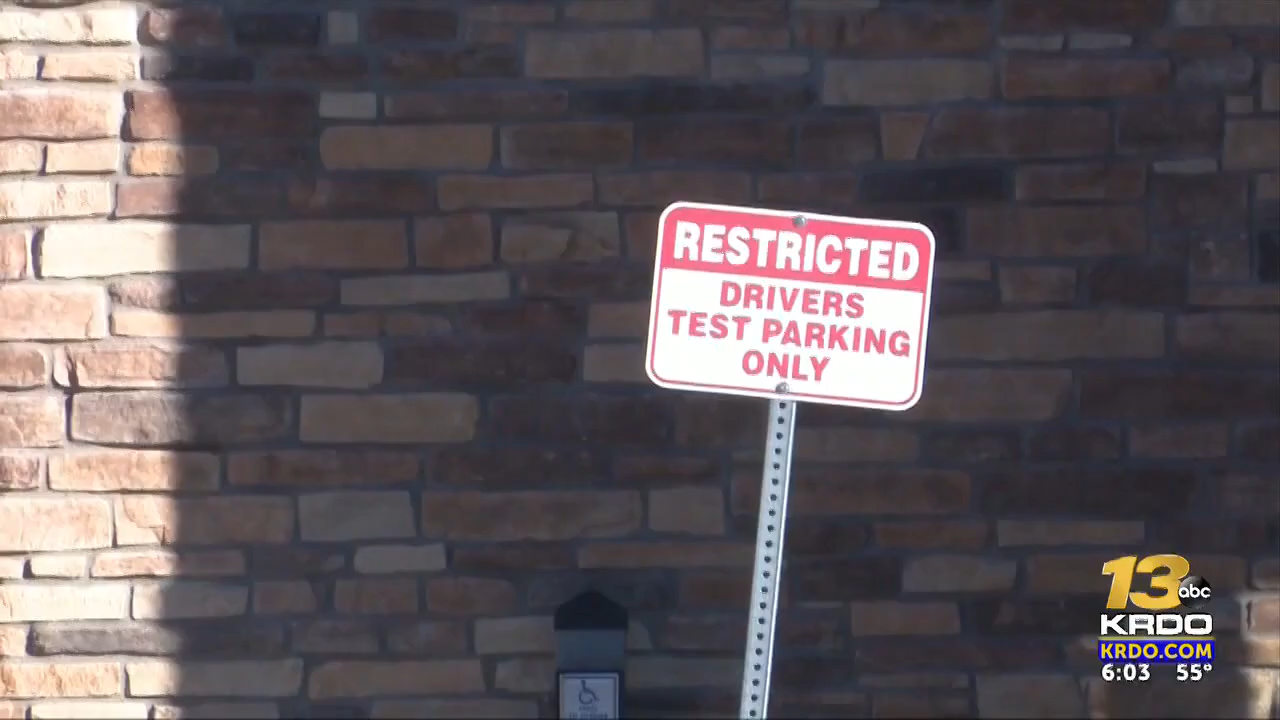 RESTRICTED
DRIVERS
TEST PARKING
ONLY
13 abc
KRDO
KRDO.COM
6:03 55°